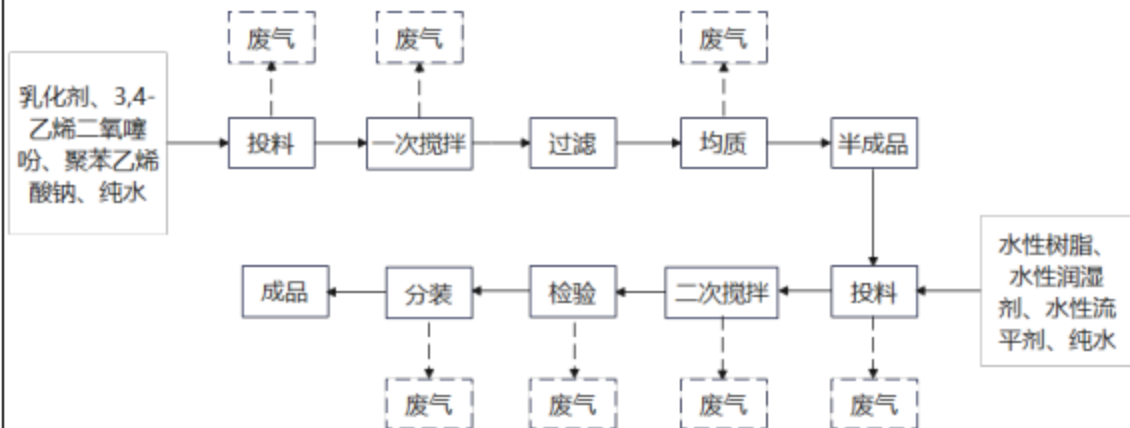 废气
废气
废气
乳化剂、3,4-
乙烯二氧噻
吩、聚苯乙烯
酸钠、纯水
投料
一次搅拌
过滤
均质
半成品
水性树脂、
水性润湿
剂、水性流
平剂、纯水
成品
分装
检验
二次搅拌
投料
废气
废气
废气
废气